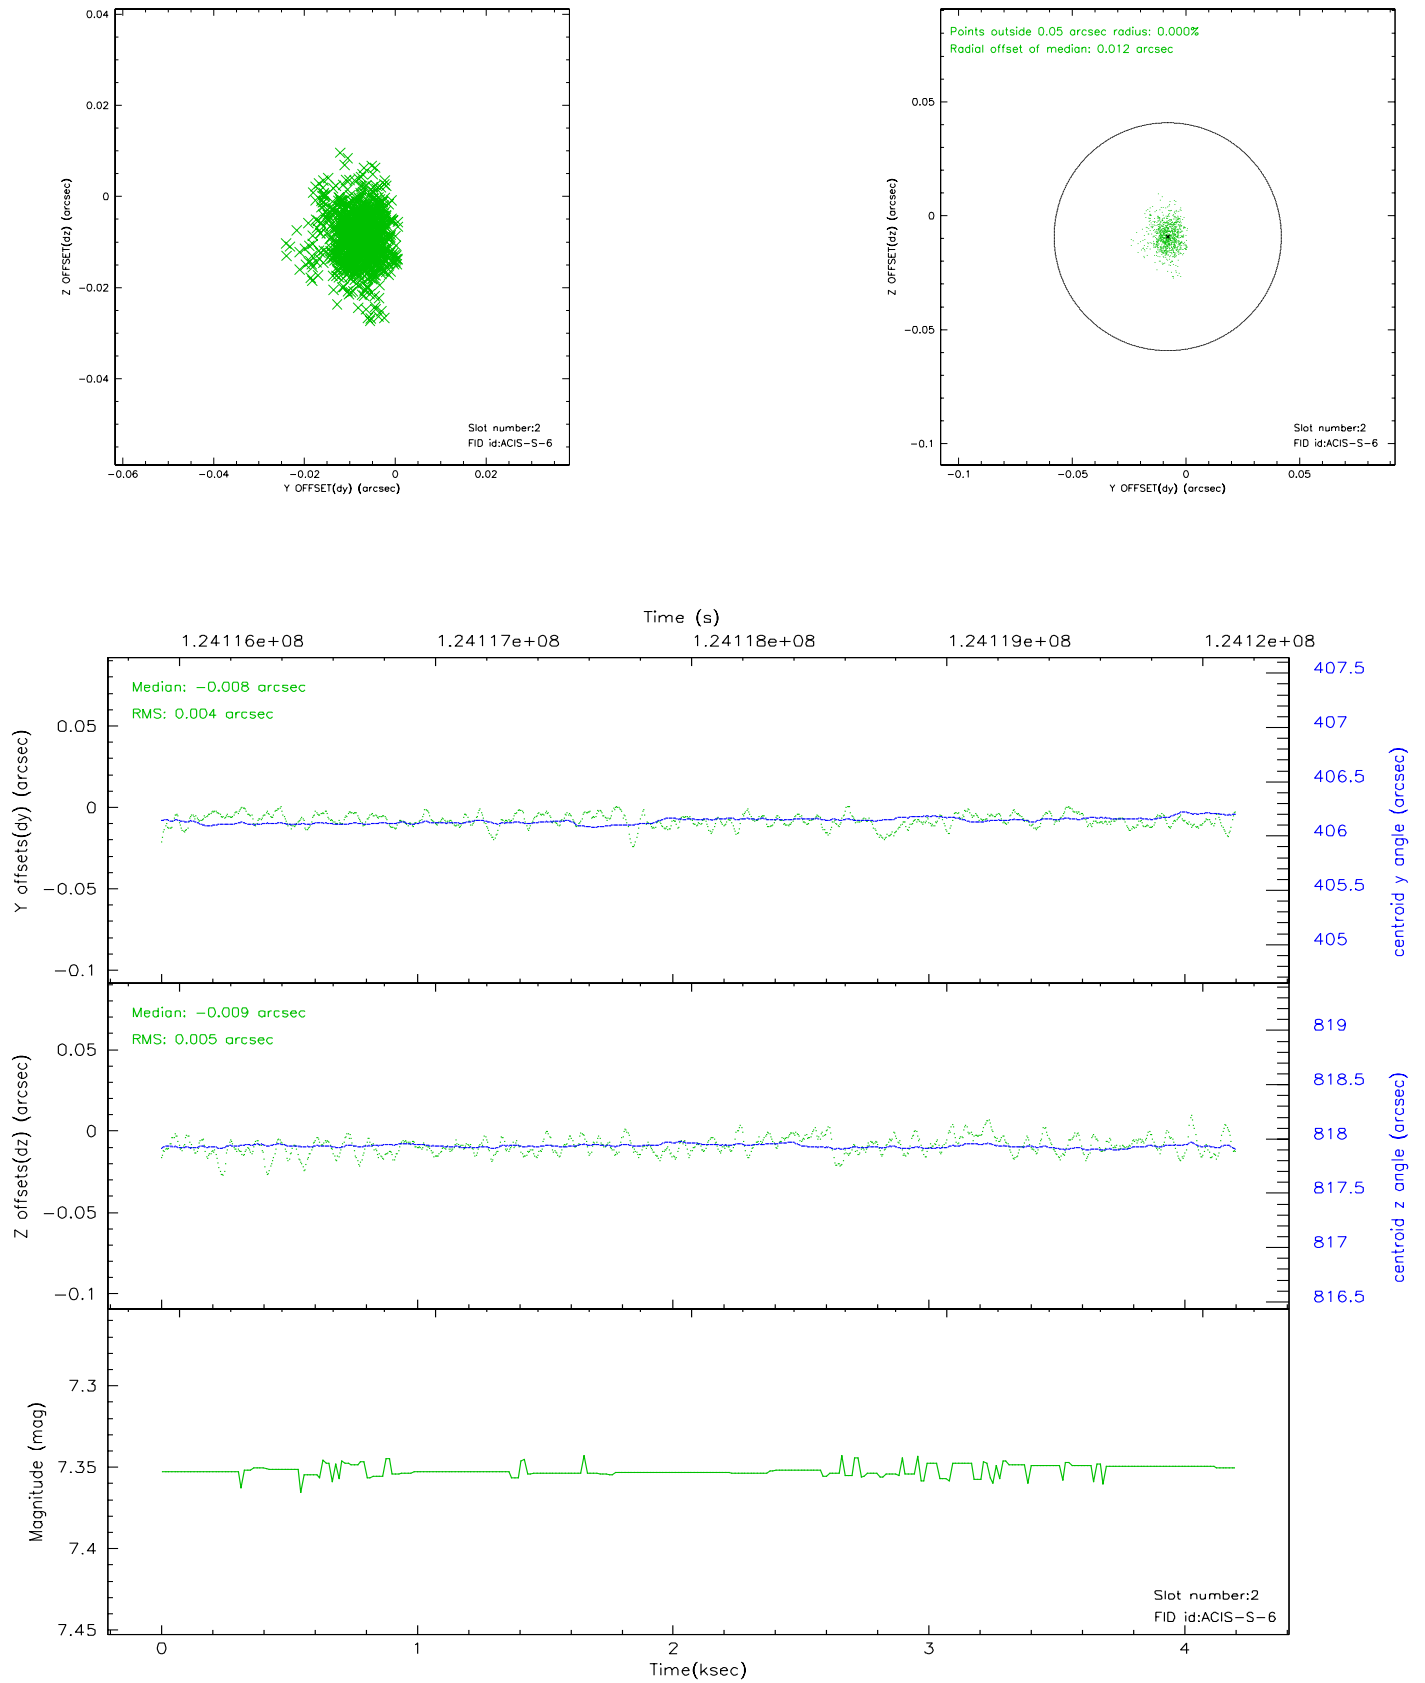 0.04
0.02
0
−0.02
−0.04
Z OFFSET(dz) (arcsec)
Slot number:2
FID id:ACIS−S−6
−0.06
−0.04
−0.02
0
0.02
Y OFFSET(dy) (arcsec)
Points outside 0.05 arcsec radius: 0.000%
Radial offset of median: 0.012 arcsec
0.05
0
−0.05
−0.1
Z OFFSET(dz) (arcsec)
Slot number:2
FID id:ACIS−S−6
−0.1
−0.05
0
0.05
Y OFFSET(dy) (arcsec)
Time (s)
1.24116e+08
1.24117e+08
1.24118e+08
1.24119e+08
1.2412e+08
Median: −0.008 arcsec
RMS: 0.004 arcsec
0.05
0
−0.05
−0.1
Y offsets(dy) (arcsec)
407.5
407
406.5
406
405.5
405
centroid y angle (arcsec)
Median: −0.009 arcsec
RMS: 0.005 arcsec
0.05
0
−0.05
−0.1
Z offsets(dz) (arcsec)
819
818.5
818
817.5
817
816.5
centroid z angle (arcsec)
7.3
7.35
7.4
7.45
Magnitude (mag)
Slot number:2
FID id:ACIS−S−6
0
1
2
3
4
Time(ksec)